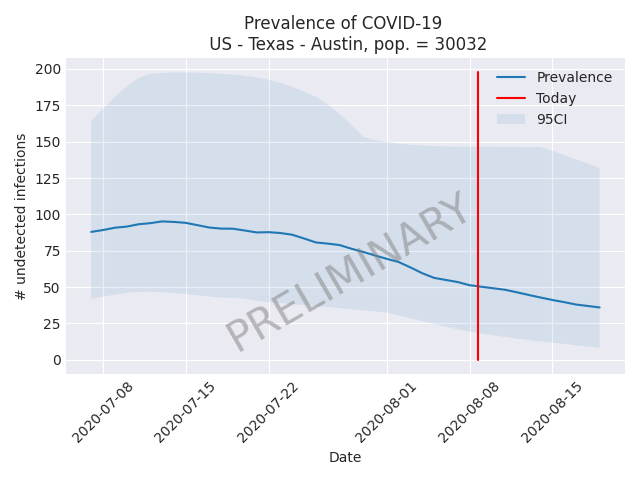 Prevalence of COVID-19
US - Texas - Austin, pop. = 30032
200
175
150
125
100
75
50
25
0
# undetected infections
Prevalence
Today
95CI
PRELIMINARY
2020-07-08
2020-07-15
2020-07-22
2020-08-01
2020-08-08
2020-08-15
Date